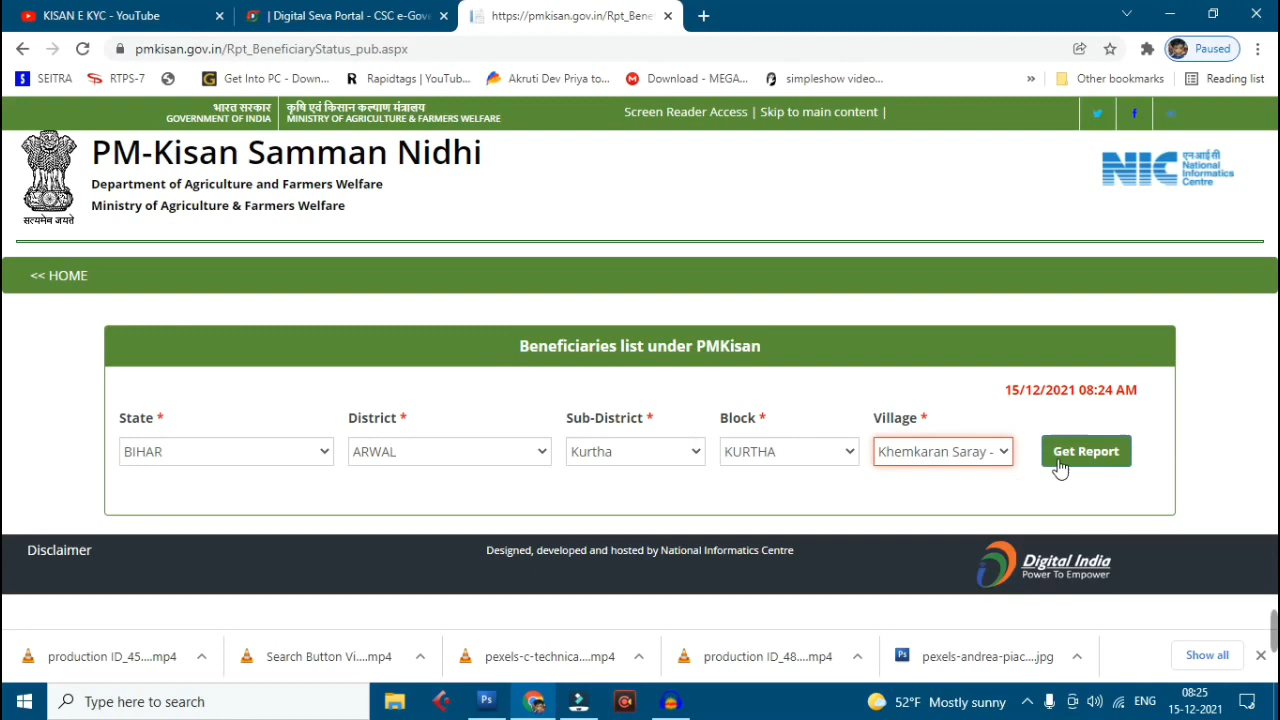 KISAN E KYC - YouTube
| Digital Seva Portal - CSC e-Gov
https://pmkisan.gov.in/Rpt_Bene
pmkisan.gov.in/Rpt_BeneficiaryStatus_pub.aspx
Paused
SEITRA
RTPS-7
Get Into PC - Down...
Rapidtags | YouTub...
Akruti Dev Priya to...
Download - MEGA...
simpleshow video...
»
Other bookmarks
Reading list
भारत सरकार
GOVERNMENT OF INDIA
कृषि एवं किसान कल्याण मंत्रालय
MINISTRY OF AGRICULTURE & FARMERS WELFARE
Screen Reader Access | Skip to main content |
PM-Kisan Samman Nidhi
Department of Agriculture and Farmers Welfare
Ministry of Agriculture & Farmers Welfare
सत्यमेव जयते
NIC
एनआईसी
National
Informatics
Centre
<< HOME
Beneficiaries list under PMKisan
15/12/2021 08:24 AM
State * District * Sub-District * Block * Village *
BIHAR ARWAL Kurtha KURTHA Khemkaran Saray - Get Report
Disclaimer
Designed, developed and hosted by National Informatics Centre
Digital India
Power To Empower
production ID_45....mp4
Search Button Vi....mp4
pexels-c-technica....mp4
production ID_48....mp4
pexels-andrea-piac....jpg
Show all
Type here to search
52°F Mostly sunny
ENG
08:25
15-12-2021